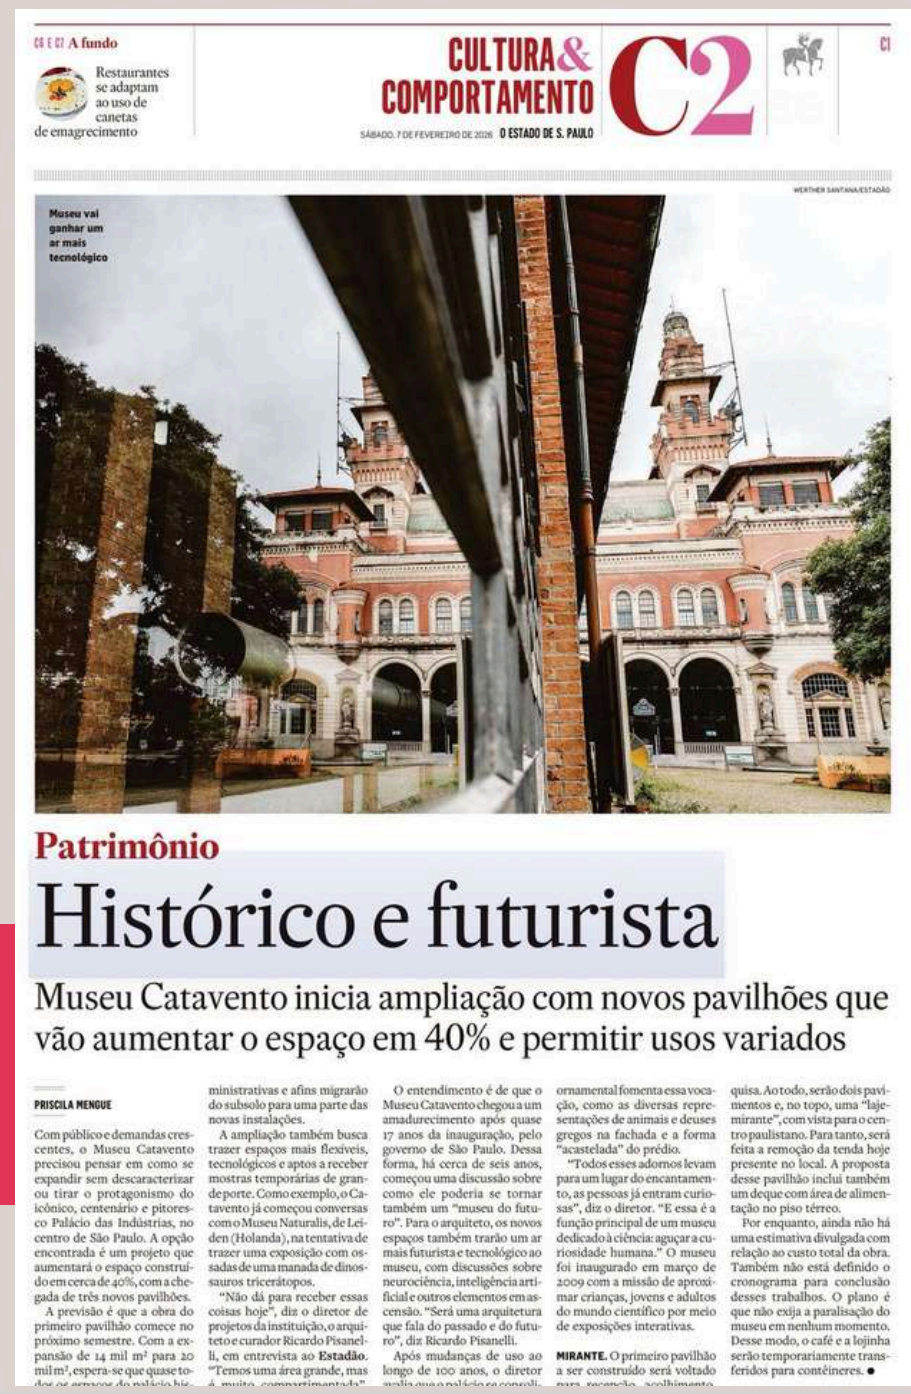 C6 E C7 A fundo
Restaurantes
se adaptam
ao uso de
canetas
de emagrecimento
CULTURA&
COMPORTAMENTO
SÁBADO, 7 DE FEVEREIRO DE 2026 O ESTADO DE S. PAULO
C2
C1
WERTHER SANTANA/ESTADÃO
Museu vai
ganhar um
ar mais
tecnológico
Patrimônio
Histórico e futurista
Museu Catavento inicia ampliação com novos pavilhões que
vão aumentar o espaço em 40% e permitir usos variados
PRISCILA MENGUE
Com público e demandas cres-
centes, o Museu Catavento
precisou pensar em como se
expandir sem descaracterizar
ou tirar o protagonismo do
icônico, centenário e pitores-
co Palácio das Indústrias, no
centro de São Paulo. A opção
encontrada é um projeto que
aumentará o espaço construí-
do em cerca de 40%, com a che-
gada de três novos pavilhões.
A previsão é que a obra do
primeiro pavilhão comece no
próximo semestre. Com a ex-
pansão de 14 mil m² para 20
mil m², espera-se que quase to-
dos os espaços do palácio his-
ministrativas e afins migrarão
do subsolo para uma parte das
novas instalações.
A ampliação também busca
trazer espaços mais flexíveis,
tecnológicos e aptos a receber
mostras temporárias de gran-
de porte. Como exemplo, o Ca-
tavento já começou conversas
com o Museu Naturalis, de Lei-
den (Holanda), na tentativa de
trazer uma exposição com os-
sadas de uma manada de dinos-
sauros tricerátopos.
"Não dá para receber essas
coisas hoje", diz o diretor de
projetos da instituição, o arqui-
teto e curador Ricardo Pisanel-
li, em entrevista ao Estadão.
"Temos uma área grande, mas
é muito compartimentada".
O entendimento é de que o
Museu Catavento chegou a um
amadurecimento após quase
17 anos da inauguração, pelo
governo de São Paulo. Dessa
forma, há cerca de seis anos,
começou uma discussão sobre
como ele poderia se tornar
também um "museu do futu-
ro". Para o arquiteto, os novos
espaços também trarão um ar
mais futurista e tecnológico ao
museu, com discussões sobre
neurociência, inteligência arti-
ficial e outros elementos em as-
censão. "Será uma arquitetura
que fala do passado e do futu-
ro", diz Ricardo Pisanelli.
Após mudanças de uso ao
longo de 100 anos, o diretor
avalia que o palácio se consoli-
ornamental fomenta essa voca-
ção, como as diversas repre-
sentações de animais e deuses
gregos na fachada e a forma
"acastelada" do prédio.
"Todos esses adornos levam
para um lugar do encantamen-
to, as pessoas já entram curio-
sas", diz o diretor. "E essa é a
função principal de um museu
dedicado à ciência: aguçar a cu-
riosidade humana." O museu
foi inaugurado em março de
2009 com a missão de aproxi-
mar crianças, jovens e adultos
do mundo científico por meio
de exposições interativas.
MIRANTE. O primeiro pavilhão
a ser construído será voltado
para recepção, acolhimento,
quisa. Ao todo, serão dois pavi-
mentos e, no topo, uma "laje-
mirante", com vista para o cen-
tro paulistano. Para tanto, será
feita a remoção da tenda hoje
presente no local. A proposta
desse pavilhão inclui também
um deque com área de alimen-
tação no piso térreo.
Por enquanto, ainda não há
uma estimativa divulgada com
relação ao custo total da obra.
Também não está definido o
cronograma para conclusão
desses trabalhos. O plano é
que não exija a paralisação do
museu em nenhum momento.
Desse modo, o café e a lojinha
serão temporariamente trans-
feridos para contêineres. ●